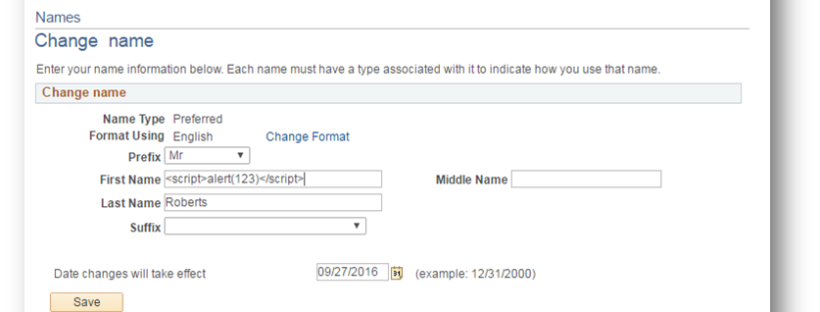 Names
Change name
Enter your name information below. Each name must have a type associated with it to indicate how you use that name.
Change name
Name Type Preferred
Format Using English Change Format
Prefix Mr
First Name <script>alert(123)</script> Middle Name
Last Name Roberts
Suffix
Date changes will take effect 09/27/2016 31 (example: 12/31/2000)
Save